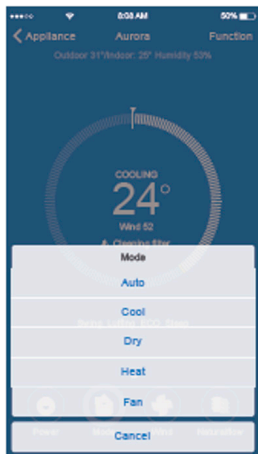 8:08 AM 50%
Appliance Aurora Function
Outdoor 31°/Indoor: 25° Humidity 53%
COOLING
24°
Wind 52
Cleaning filter
Mode
Auto
Cool
Dry
Heat
Fan
Cancel